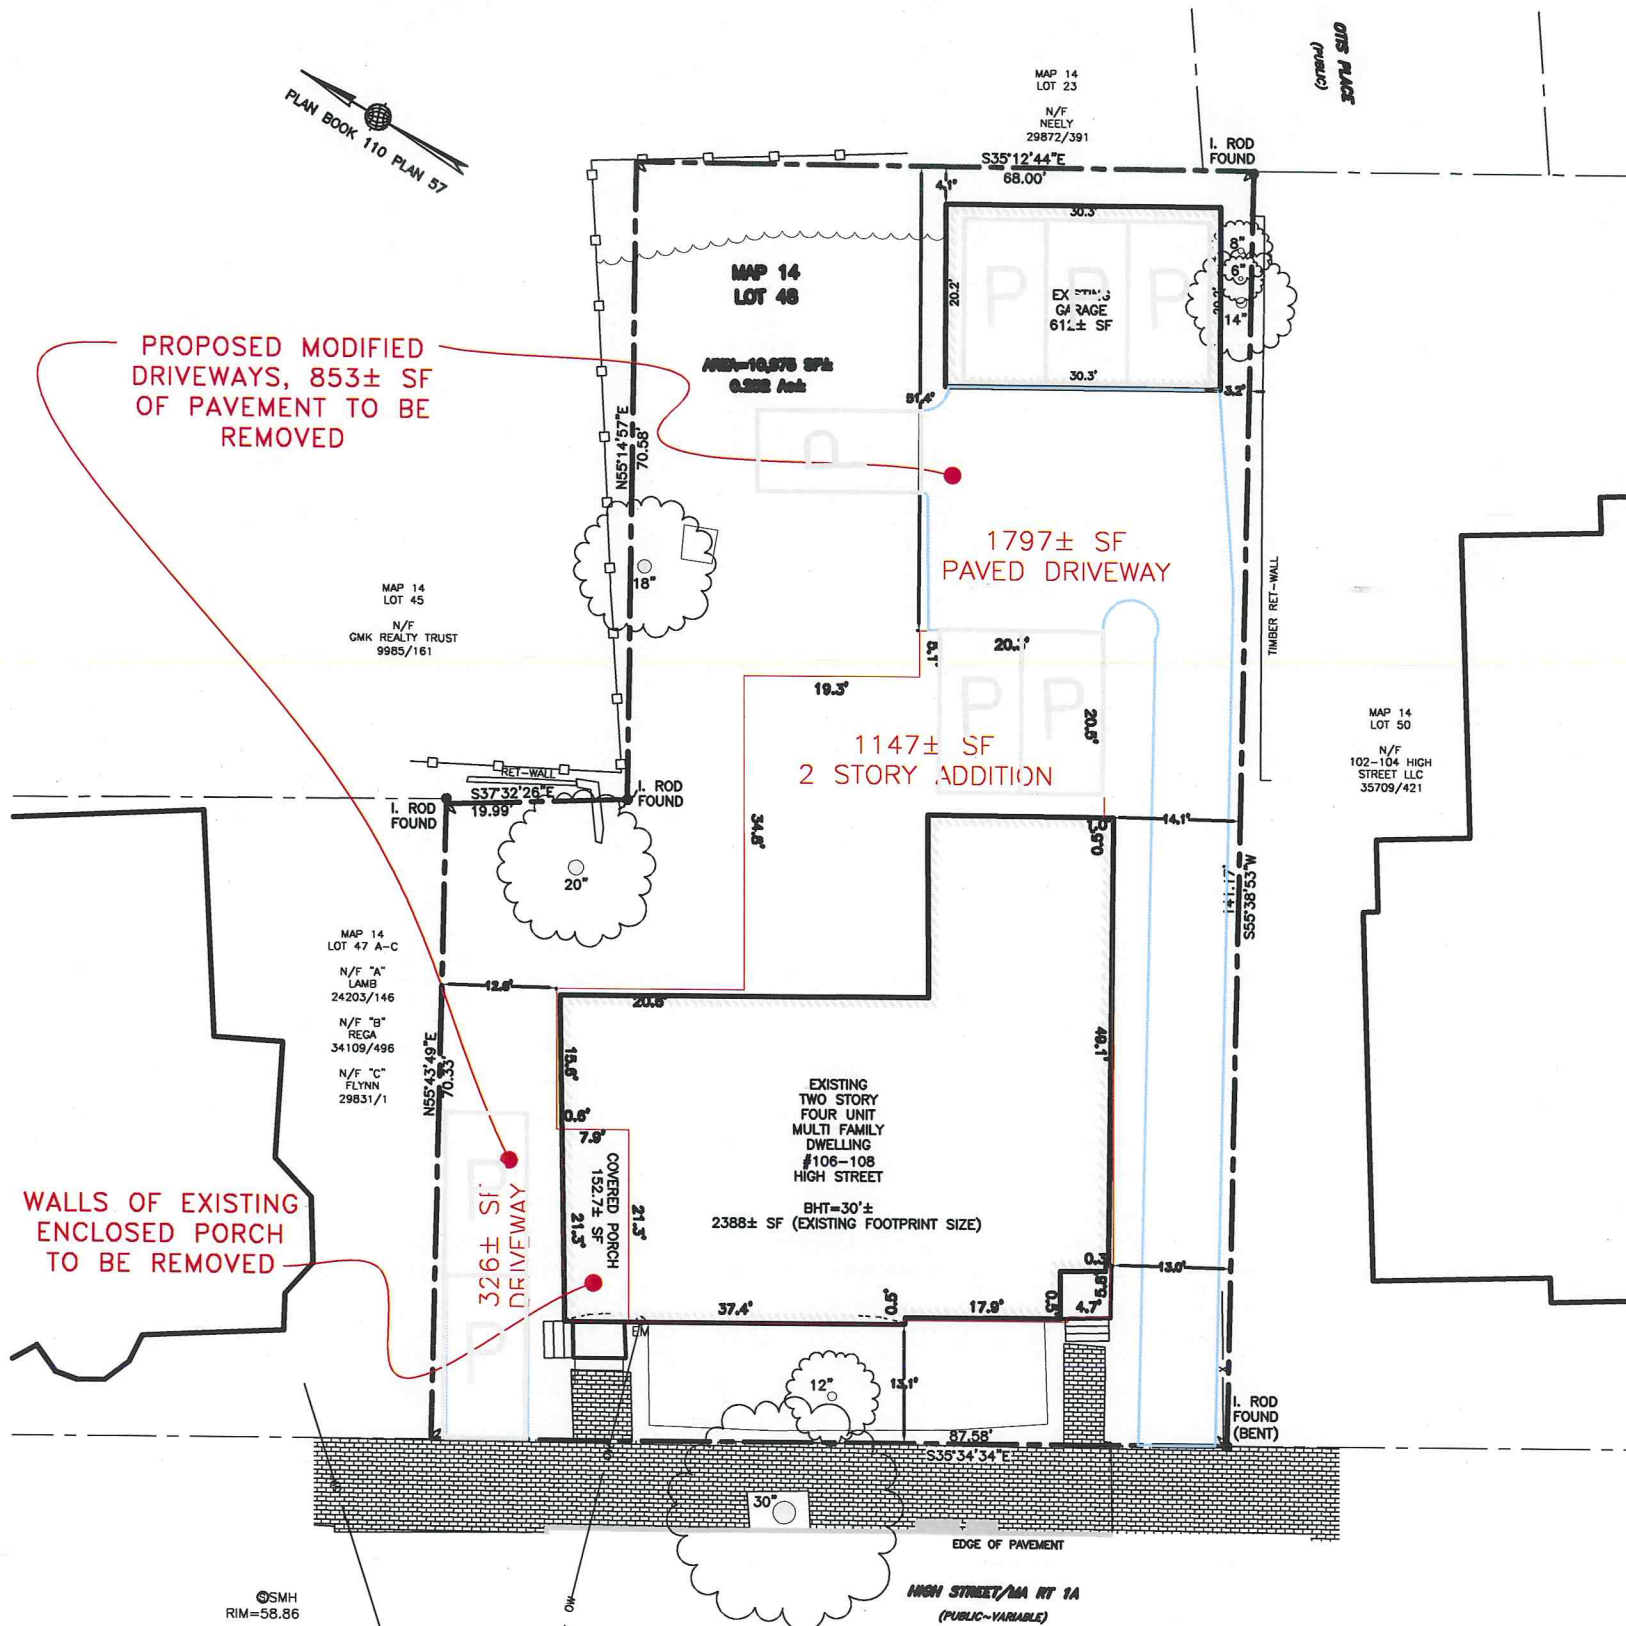 OTIS PLACE
(PUBLIC)
MAP 14
LOT 23
N/F
NEELY
29872/391
I. ROD
FOUND
PLAN BOOK 110 PLAN 57
S35°12'44"E
68.00'
4.1'
30.3'
8"
6"
14"
MAP 14
LOT 48
20.2'
EXISTING
GARAGE
612± SF
20.2'
P
P
P
PROPOSED MODIFIED
DRIVEWAYS, 853± SF
OF PAVEMENT TO BE
REMOVED
30.3'
3.2'
N55°14'57"E
70.58'
P
1797± SF
PAVED DRIVEWAY
18"
TIMBER RET-WALL
MAP 14
LOT 45
N/F
GMK REALTY TRUST
9985/161
5.1'
19.3'
P
P
20.5'
1147± SF
2 STORY ADDITION
MAP 14
LOT 50
N/F
102-104 HIGH
STREET LLC
35709/421
RET-WALL
S37°32'26"E
19.99'
I. ROD
FOUND
I. ROD
FOUND
14.1'
20"
S55°38'53"W
MAP 14
LOT 47 A-C
N/F "A"
LAMB
24203/146
N/F "B"
REGA
34109/496
N/F "C"
FLYNN
29831/1
N55°43'49"E
70.33'
15.6'
0.6'
7.9'
EXISTING
TWO STORY
FOUR UNIT
MULTI FAMILY
DWELLING
#106-108
HIGH STREET
BHT=30'±
2388± SF (EXISTING FOOTPRINT SIZE)
COVERED PORCH
152.7± SF
21.3'
21.3'
P
P
326± SF
DRIVEWAY
WALLS OF EXISTING
ENCLOSED PORCH
TO BE REMOVED
13.0'
37.4'
17.9'
4.7'
EM
12"
13.1'
I. ROD
FOUND
(BENT)
87.58'
S35°34'34"E
30"
EDGE OF PAVEMENT
SMH
RIM=58.86
OW
HIGH STREET/MA RT 1A
(PUBLIC~VARIABLE)